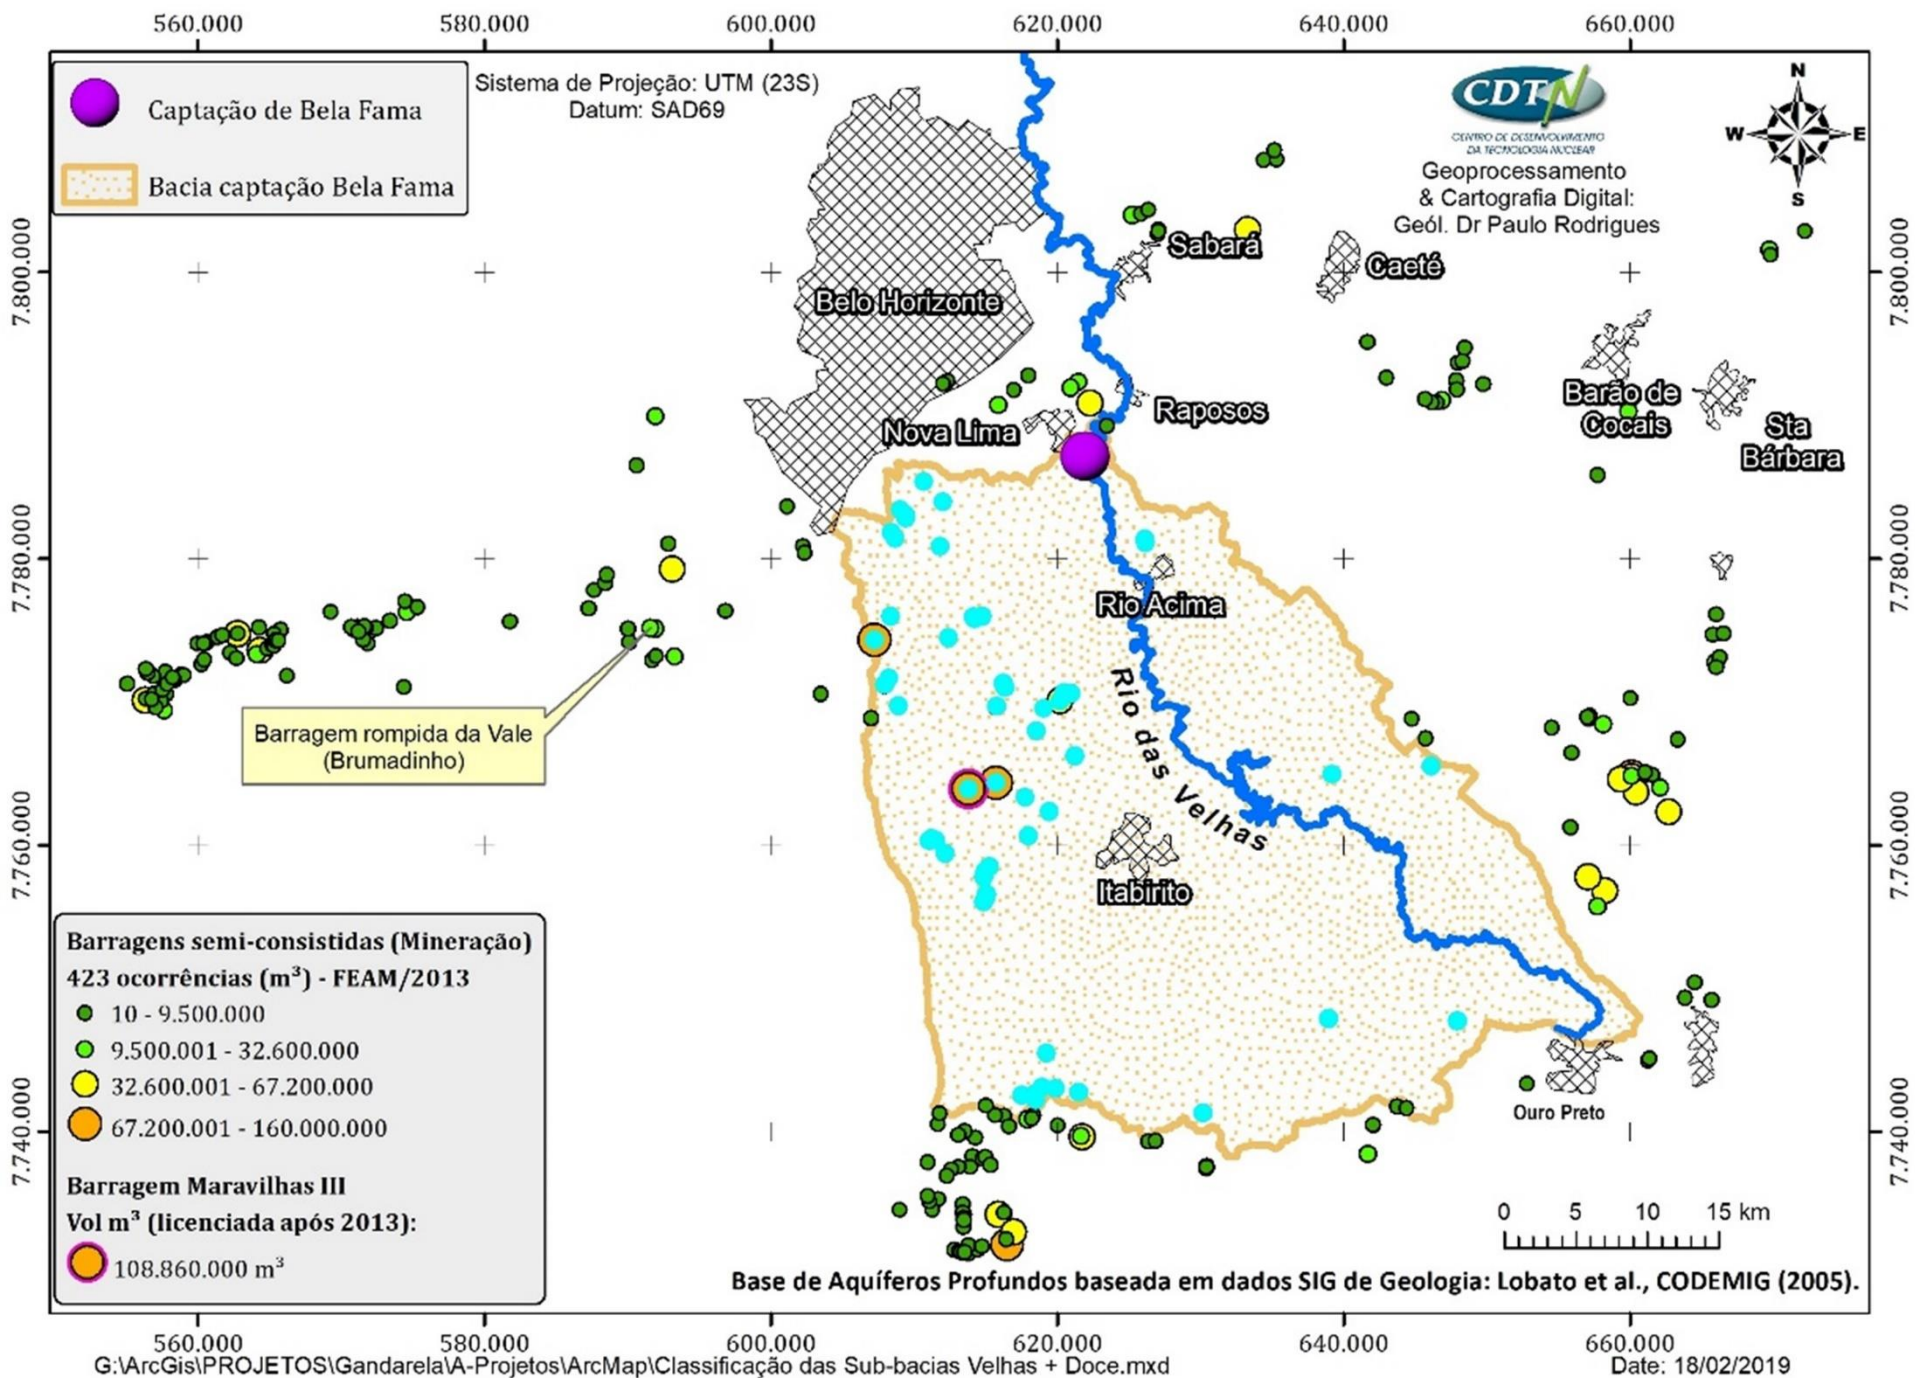 560.000 580.000 600.000 620.000 640.000 660.000
Captação de Bela Fama
Bacia captação Bela Fama
Sistema de Projeção: UTM (23S)
Datum: SAD69
CDTN
CENTRO DE DESENVOLVIMENTO
DA TECNOLOGIA NUCLEAR
Geoprocessamento
& Cartografia Digital:
Geól. Dr Paulo Rodrigues
N
W E
S
7.800.000
7.800.000
Sabará
Caeté
Belo Horizonte
Barão de
Cocais
Raposos
Nova Lima
Sta
Bárbara
7.780.000
7.780.000
Rio Acima
Rio das Velhas
Barragem rompida da Vale
(Brumadinho)
7.760.000
7.760.000
Itabirito
Barragens semi-consistidas (Mineração)
423 ocorrências (m³) - FEAM/2013
10 - 9.500.000
9.500.001 - 32.600.000
32.600.001 - 67.200.000
67.200.001 - 160.000.000
Barragem Maravilhas III
Vol m³ (licenciada após 2013):
108.860.000 m³
7.740.000
7.740.000
Ouro Preto
0 5 10 15 km
Base de Aquíferos Profundos baseada em dados SIG de Geologia: Lobato et al., CODEMIG (2005).
560.000 580.000 600.000 620.000 640.000 660.000
G:\ArcGis\PROJETOS\Gandarela\A-Projetos\ArcMap\Classificação das Sub-bacias Velhas + Doce.mxd
Date: 18/02/2019